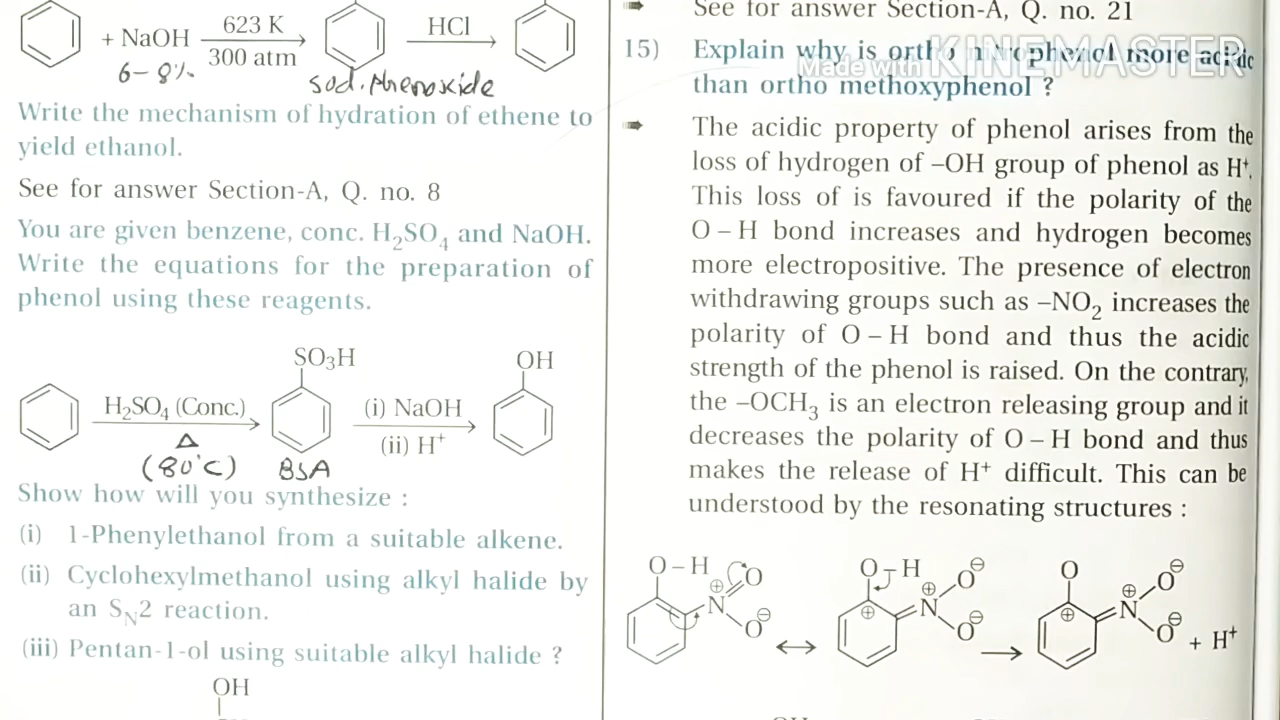 + NaOH 623 K HCl
300 atm
6-8%
sod. Phenoxide
Write the mechanism of hydration of ethene to
yield ethanol.
See for answer Section-A, Q. no. 8
You are given benzene, conc. H₂SO₄ and NaOH.
Write the equations for the preparation of
phenol using these reagents.
SO₃H OH
H₂SO₄ (Conc.) (i) NaOH
Δ (ii) H⁺
(80°C) BSA
Show how will you synthesize :
(i) 1-Phenylethanol from a suitable alkene.
(ii) Cyclohexylmethanol using alkyl halide by
an S_N2 reaction.
(iii) Pentan-1-ol using suitable alkyl halide ?
OH
See for answer Section-A, Q. no. 21
Made with KINEMASTER
15) Explain why is ortho nitrophenol more acidic
than ortho methoxyphenol ?
The acidic property of phenol arises from the
loss of hydrogen of –OH group of phenol as H⁺.
This loss of is favoured if the polarity of the
O – H bond increases and hydrogen becomes
more electropositive. The presence of electron
withdrawing groups such as –NO₂ increases the
polarity of O – H bond and thus the acidic
strength of the phenol is raised. On the contrary,
the –OCH₃ is an electron releasing group and it
decreases the polarity of O – H bond and thus
makes the release of H⁺ difficult. This can be
understood by the resonating structures :
O – H O O – H O⊖ O O⊖
⊕ N ⊕ N ⊕ N
⊕ ⊕
O⊖ O⊖ O⊖ + H⁺